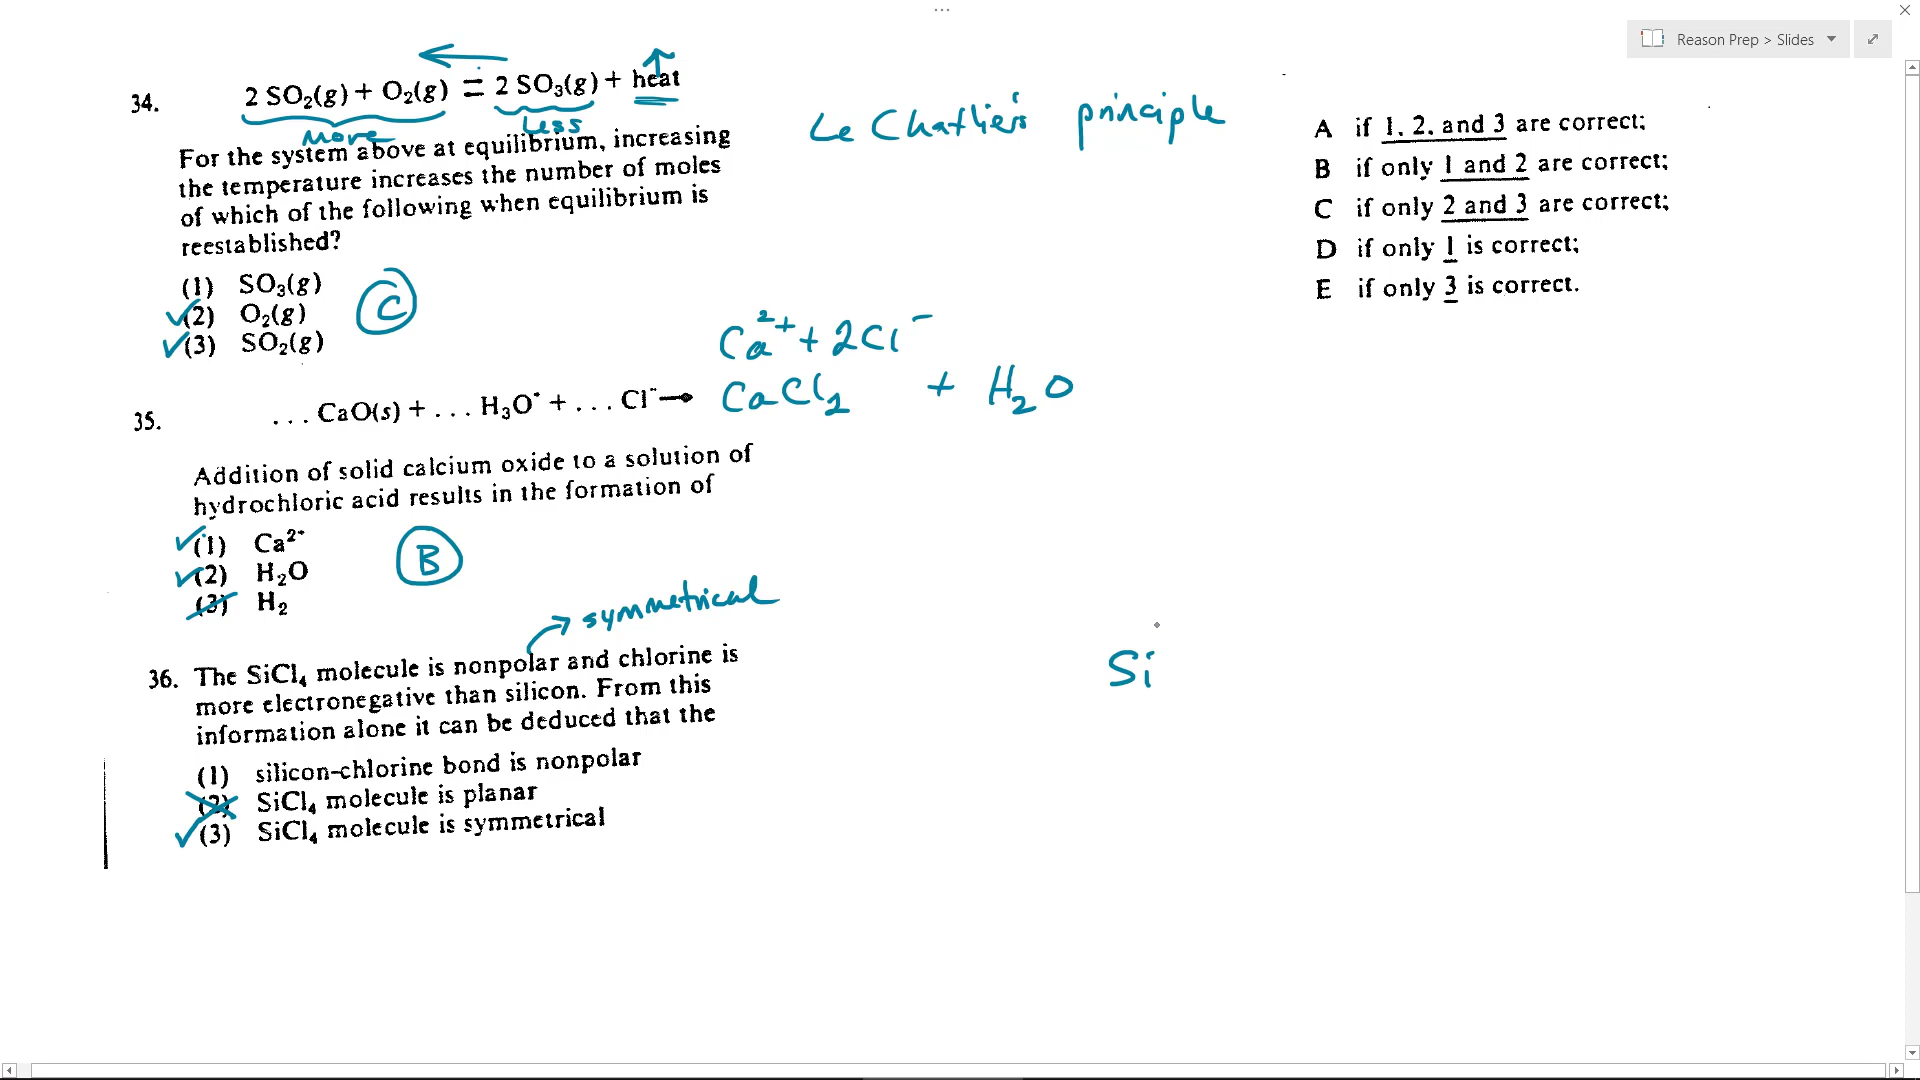 ...
Reason Prep > Slides
34.
2 SO₂(g) + O₂(g) = 2 SO₃(g) + heat
more
less
Le Chatlier's principle
For the system above at equilibrium, increasing
the temperature increases the number of moles
of which of the following when equilibrium is
reestablished?
(1) SO₃(g)
(2) O₂(g)
(3) SO₂(g)
C
A if 1, 2, and 3 are correct;
B if only 1 and 2 are correct;
C if only 2 and 3 are correct;
D if only 1 is correct;
E if only 3 is correct.
Ca²⁺ + 2Cl⁻
35.
... CaO(s) + ... H₃O⁺ + ... Cl⁻ → CaCl₂ + H₂O
Addition of solid calcium oxide to a solution of
hydrochloric acid results in the formation of
(1) Ca²⁺
(2) H₂O
(3) H₂
B
symmetrical
36. The SiCl₄ molecule is nonpolar and chlorine is
more electronegative than silicon. From this
information alone it can be deduced that the
(1) silicon-chlorine bond is nonpolar
(2) SiCl₄ molecule is planar
(3) SiCl₄ molecule is symmetrical
Si